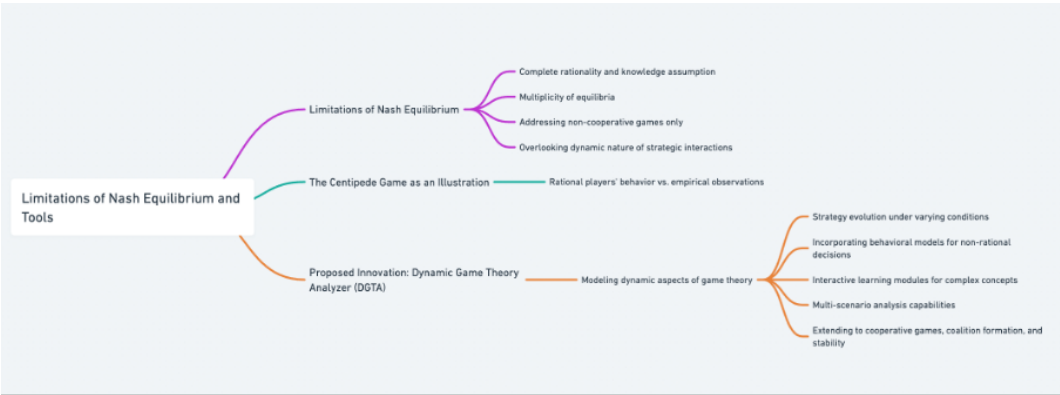 Limitations of Nash Equilibrium and
Tools
Limitations of Nash Equilibrium
Complete rationality and knowledge assumption
Multiplicity of equilibria
Addressing non-cooperative games only
Overlooking dynamic nature of strategic interactions
The Centipede Game as an Illustration
Rational players' behavior vs. empirical observations
Proposed Innovation: Dynamic Game Theory
Analyzer (DGTA)
Modeling dynamic aspects of game theory
Strategy evolution under varying conditions
Incorporating behavioral models for non-rational
decisions
Interactive learning modules for complex concepts
Multi-scenario analysis capabilities
Extending to cooperative games, coalition formation, and
stability